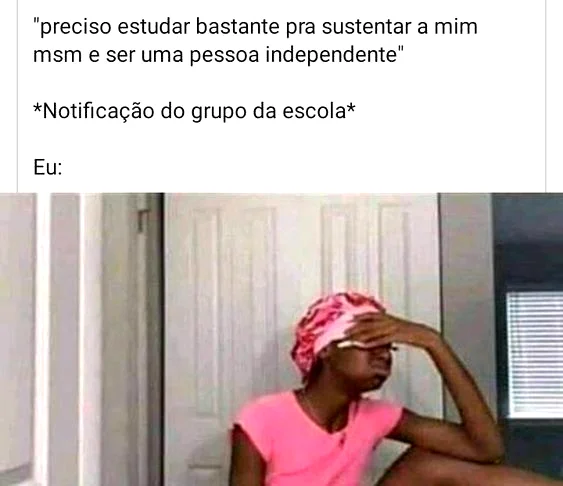 "preciso estudar bastante pra sustentar a mim
msm e ser uma pessoa independente"
*Notificação do grupo da escola*
Eu: